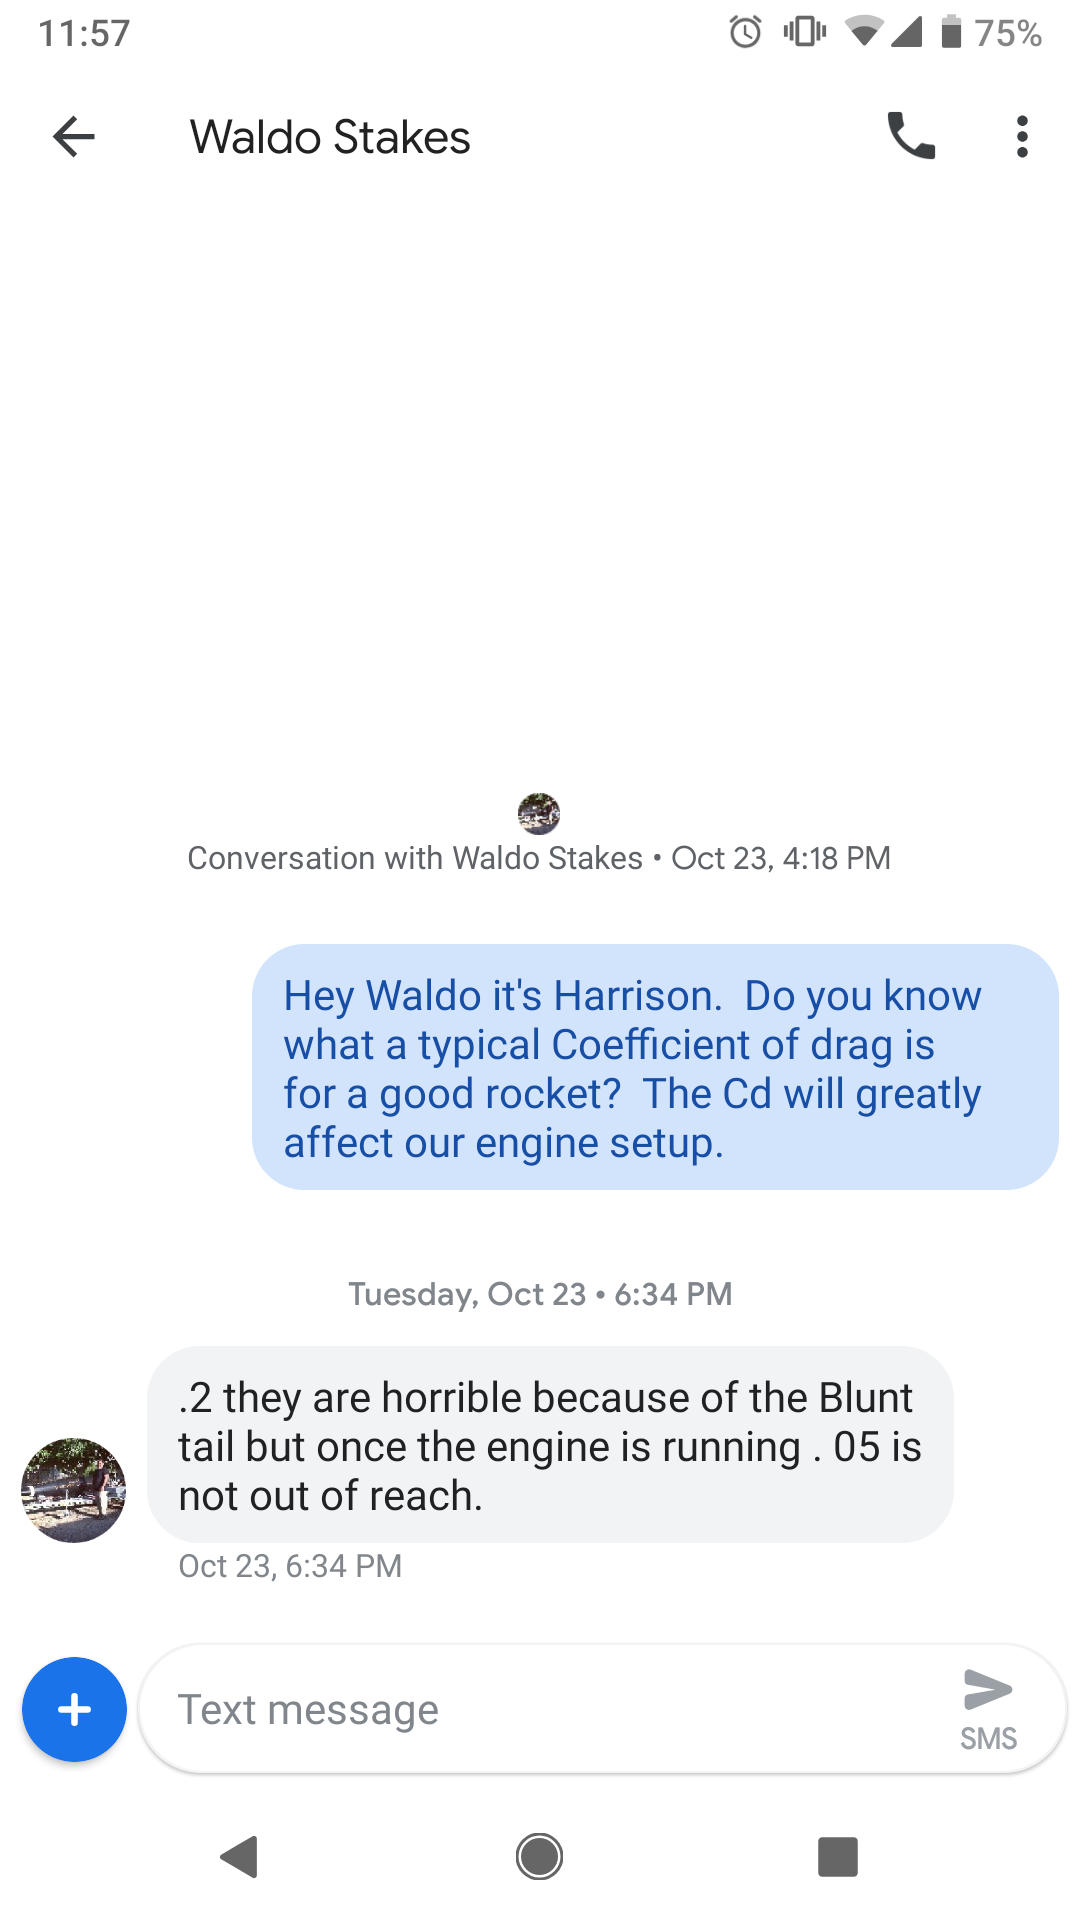 11:57 75%
Waldo Stakes
Conversation with Waldo Stakes • Oct 23, 4:18 PM
Hey Waldo it's Harrison.  Do you know
what a typical Coefficient of drag is
for a good rocket?  The Cd will greatly
affect our engine setup.
Tuesday, Oct 23 • 6:34 PM
.2 they are horrible because of the Blunt
tail but once the engine is running . 05 is
not out of reach.
Oct 23, 6:34 PM
Text message
SMS